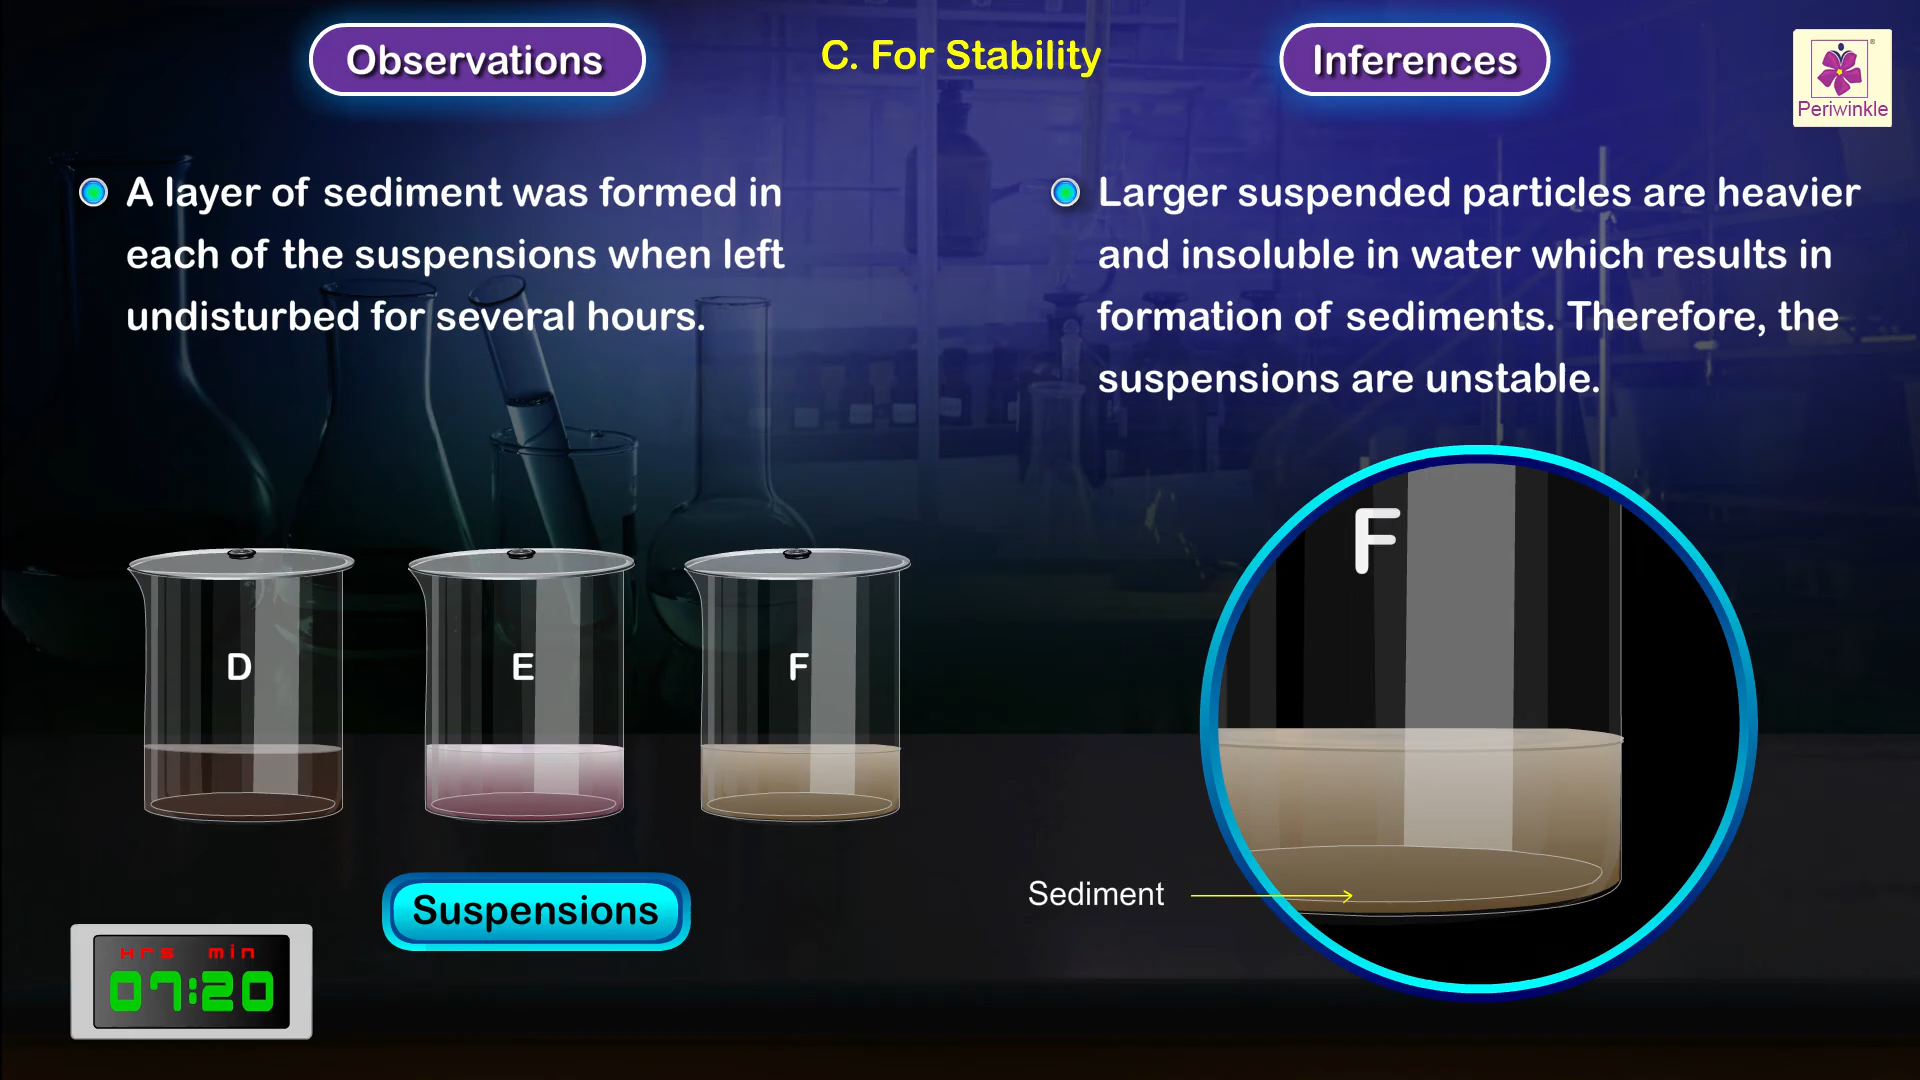 Observations
C. For Stability
Inferences
Periwinkle
A layer of sediment was formed in
each of the suspensions when left
undisturbed for several hours.
Larger suspended particles are heavier
and insoluble in water which results in
formation of sediments. Therefore, the
suspensions are unstable.
F
D
E
F
Sediment
Suspensions
Hrs min
07:20